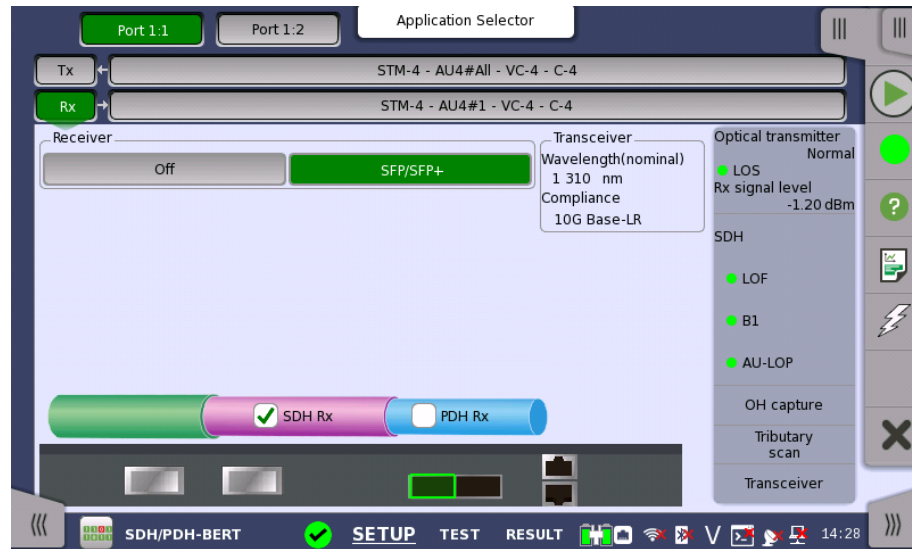 Application Selector
Port 1:1
Port 1:2
Tx
STM-4 - AU4#All - VC-4 - C-4
Rx
STM-4 - AU4#1 - VC-4 - C-4
Receiver
Off
SFP/SFP+
Transceiver
Wavelength(nominal)
1 310 nm
Compliance
10G Base-LR
Optical transmitter
Normal
LOS
Rx signal level
-1.20 dBm
SDH
LOF
B1
AU-LOP
OH capture
Tributary
scan
Transceiver
SDH Rx
PDH Rx
SDH/PDH-BERT
SETUP
TEST
RESULT
V
14:28